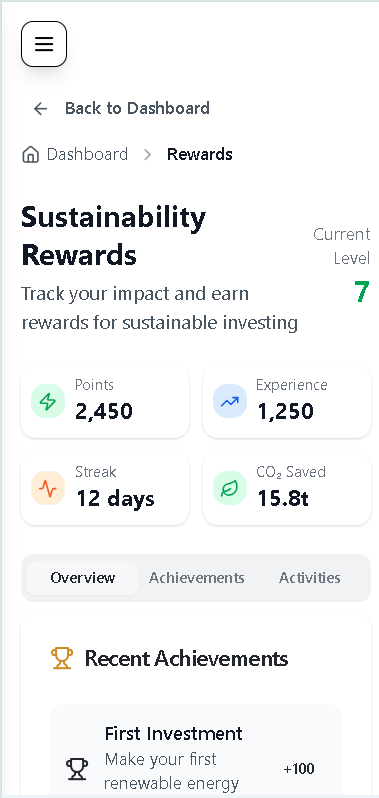 Back to Dashboard
Dashboard > Rewards
Sustainability
Rewards
Current
Level
7
Track your impact and earn
rewards for sustainable investing
Points
2,450
Experience
1,250
Streak
12 days
CO₂ Saved
15.8t
Overview Achievements Activities
Recent Achievements
First Investment
Make your first
renewable energy
+100